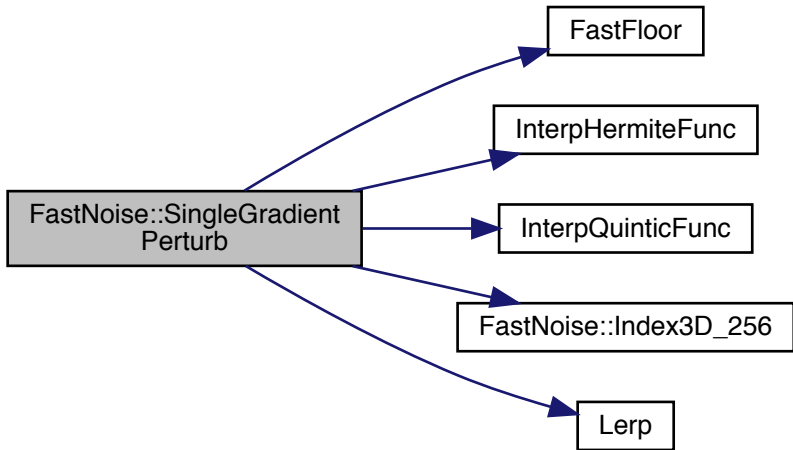 FastFloor
InterpHermiteFunc
FastNoise::SingleGradient
Perturb
InterpQuinticFunc
FastNoise::Index3D_256
Lerp